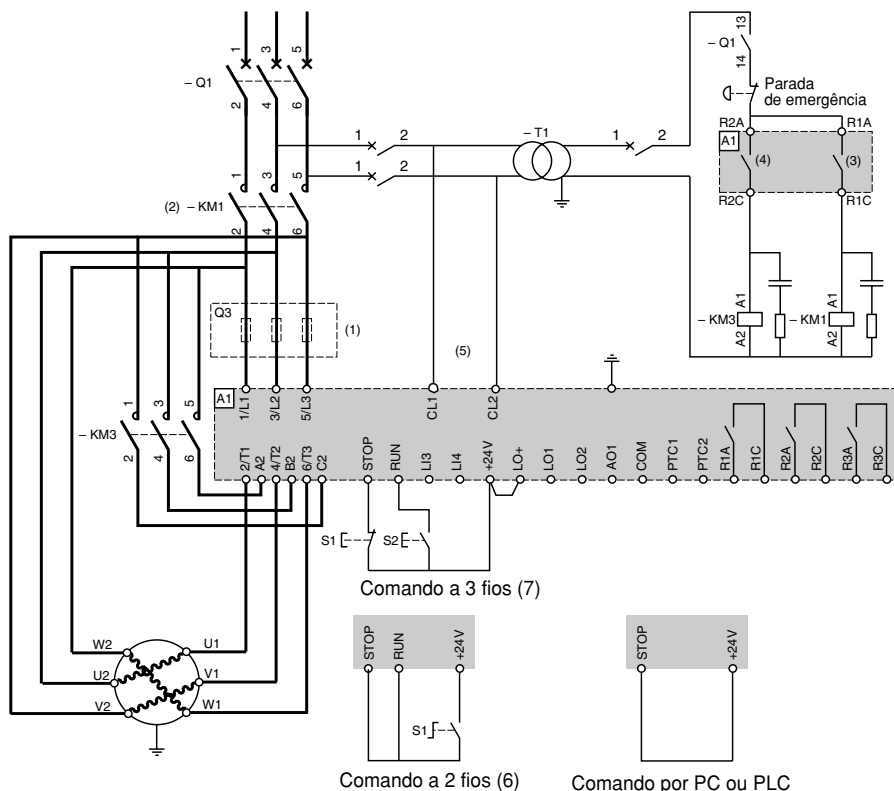 1 3 5
– Q1
2 4 6
13
– Q1
14
Parada
de emergência
1 2
– T1
1 2
1 2
R2A R1A
A1
(4) (3)
R2C R1C
1 3 5
(2) – KM1
2 4 6
A1 A1
– KM3 – KM1
A2 A2
Q3
(1)
(5)
A1
1/L1 3/L2 5/L3 CL1 CL2
1 3 5
– KM3
2 4 6
2/T1 A2 4/T2 B2 6/T3 C2 STOP RUN LI3 LI4 +24V LO+ LO1 LO2 AO1 COM PTC1 PTC2 R1A R1C R2A R2C R3A R3C
S1 S2
Comando a 3 fios (7)
W2 U1
U2 V1
V2 W1
STOP RUN +24V
S1
Comando a 2 fios (6)
STOP +24V
Comando por PC ou PLC